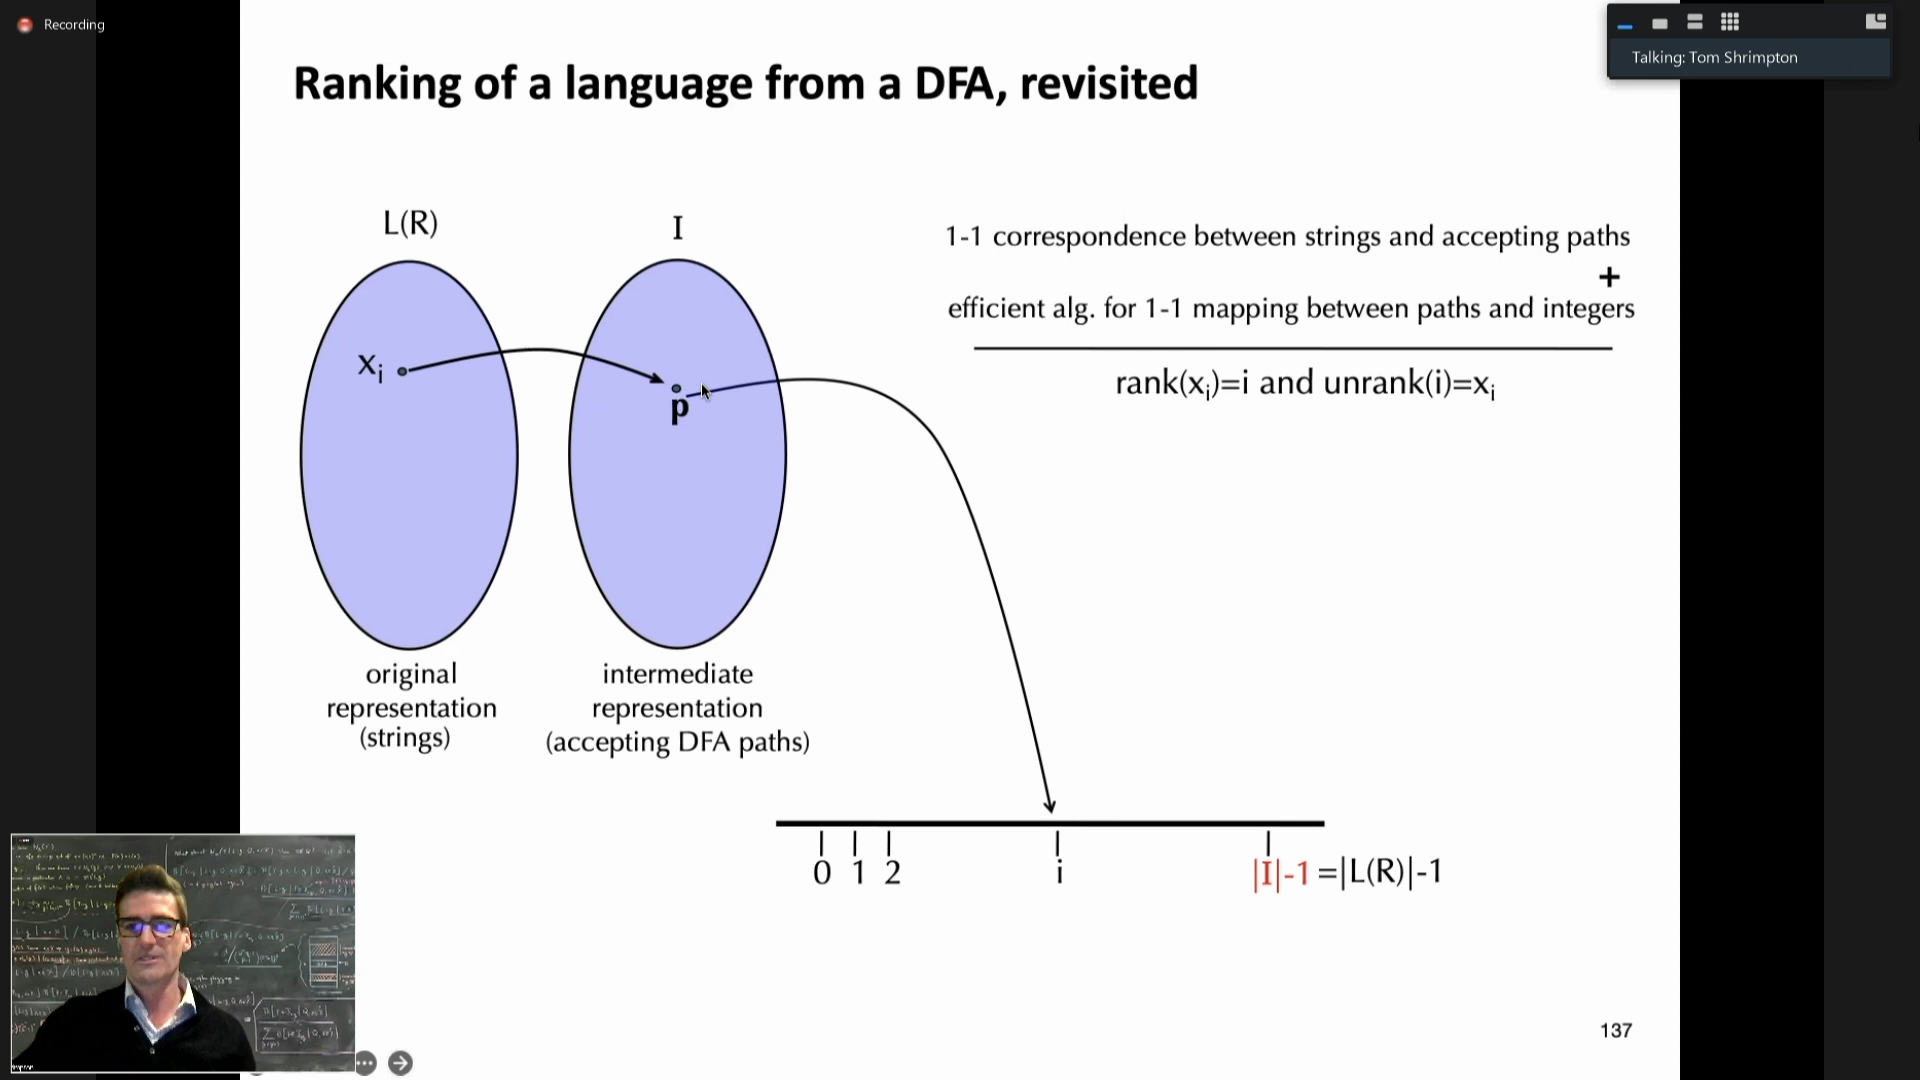 Recording
Talking: Tom Shrimpton
Ranking of a language from a DFA, revisited
L(R)
I
1-1 correspondence between strings and accepting paths
+
efficient alg. for 1-1 mapping between paths and integers
rank(xᵢ)=i and unrank(i)=xᵢ
xᵢ
p
original
representation
(strings)
intermediate
representation
(accepting DFA paths)
0 1 2 i |I|-1 =|L(R)|-1
137